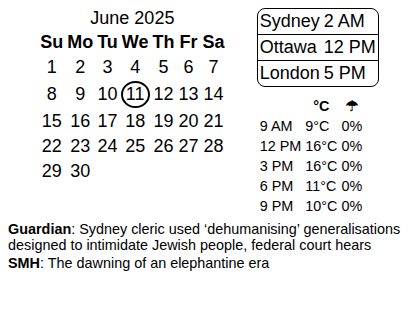 June 2025
Su Mo Tu We Th Fr Sa
1 2 3 4 5 6 7
8 9 10 11 12 13 14
15 16 17 18 19 20 21
22 23 24 25 26 27 28
29 30
Sydney 2 AM
Ottawa 12 PM
London 5 PM
°C ☂
9 AM 9°C 0%
12 PM 16°C 0%
3 PM 16°C 0%
6 PM 11°C 0%
9 PM 10°C 0%
Guardian: Sydney cleric used ‘dehumanising’ generalisations
designed to intimidate Jewish people, federal court hears
SMH: The dawning of an elephantine era